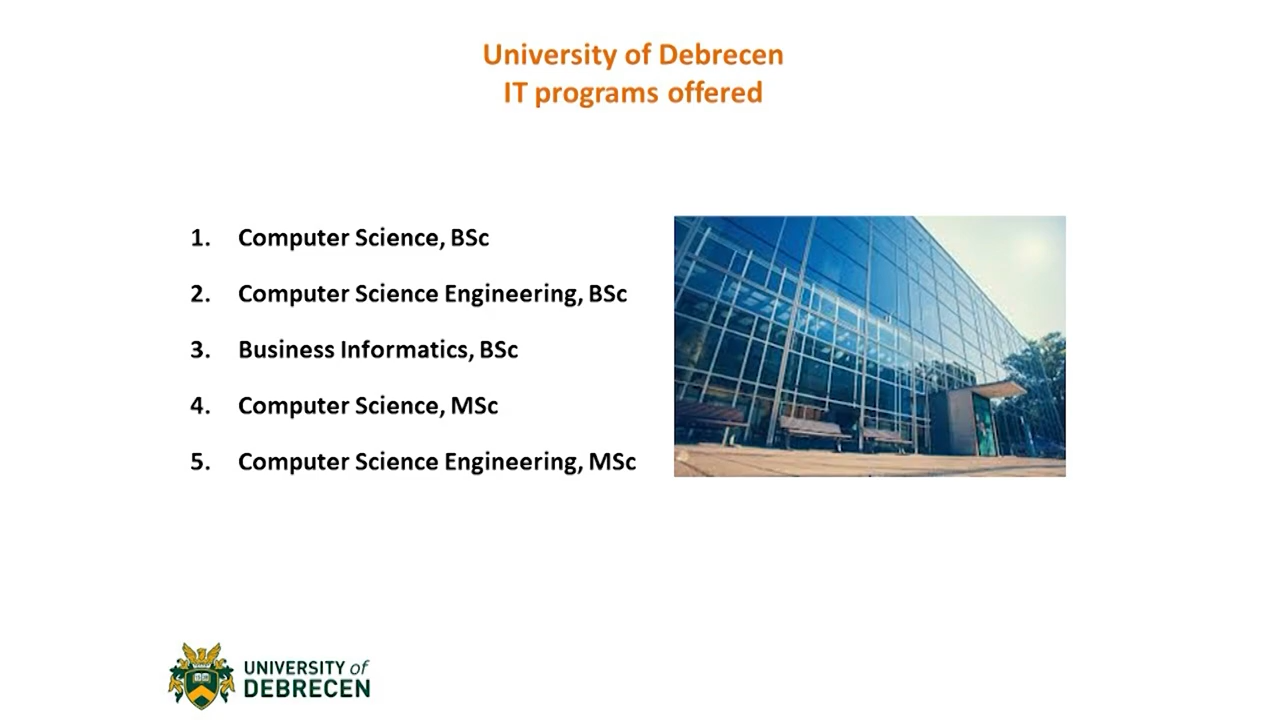 University of Debrecen
IT programs offered
1. Computer Science, BSc
2. Computer Science Engineering, BSc
3. Business Informatics, BSc
4. Computer Science, MSc
5. Computer Science Engineering, MSc
UNIVERSITY of
DEBRECEN